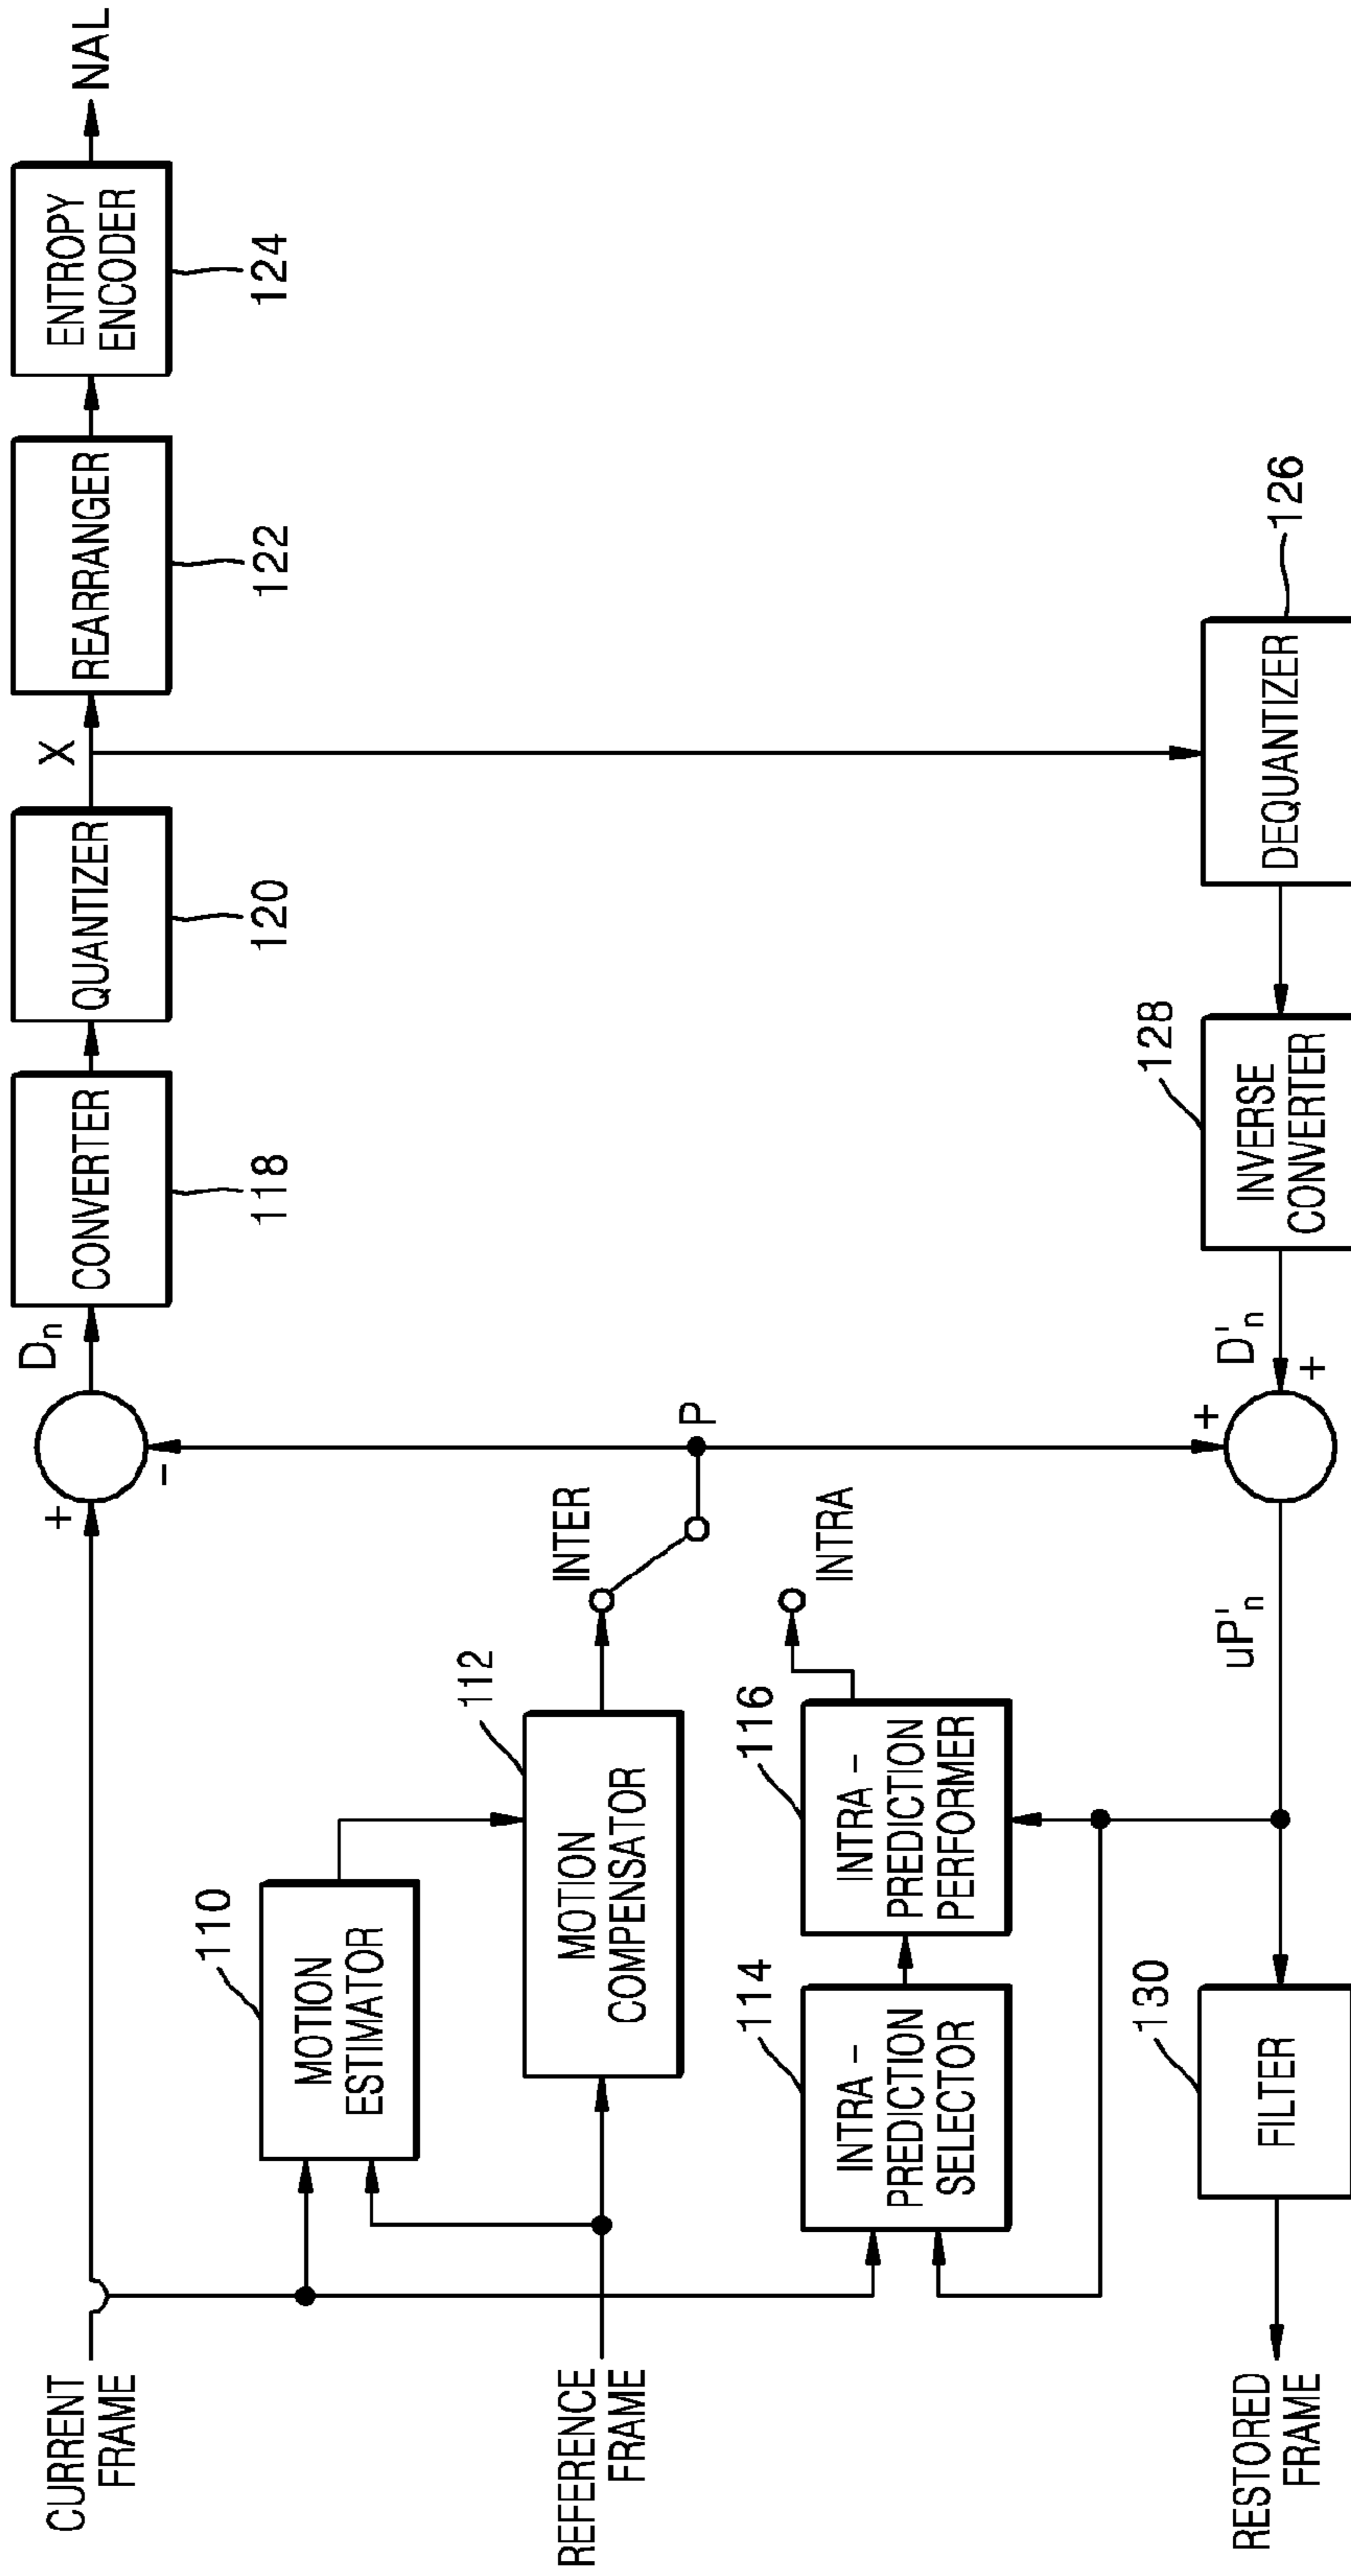 CURRENT
FRAME
+
-
Dn
CONVERTER
118
QUANTIZER
120
X
REARRANGER
122
ENTROPY
ENCODER
124
NAL
110
MOTION
ESTIMATOR
REFERENCE
FRAME
112
MOTION
COMPENSATOR
INTER
P
114
INTRA -
PREDICTION
SELECTOR
116
INTRA -
PREDICTION
PERFORMER
INTRA
RESTORED
FRAME
130
FILTER
uP'n
+
+
D'n
128
INVERSE
CONVERTER
DEQUANTIZER
126